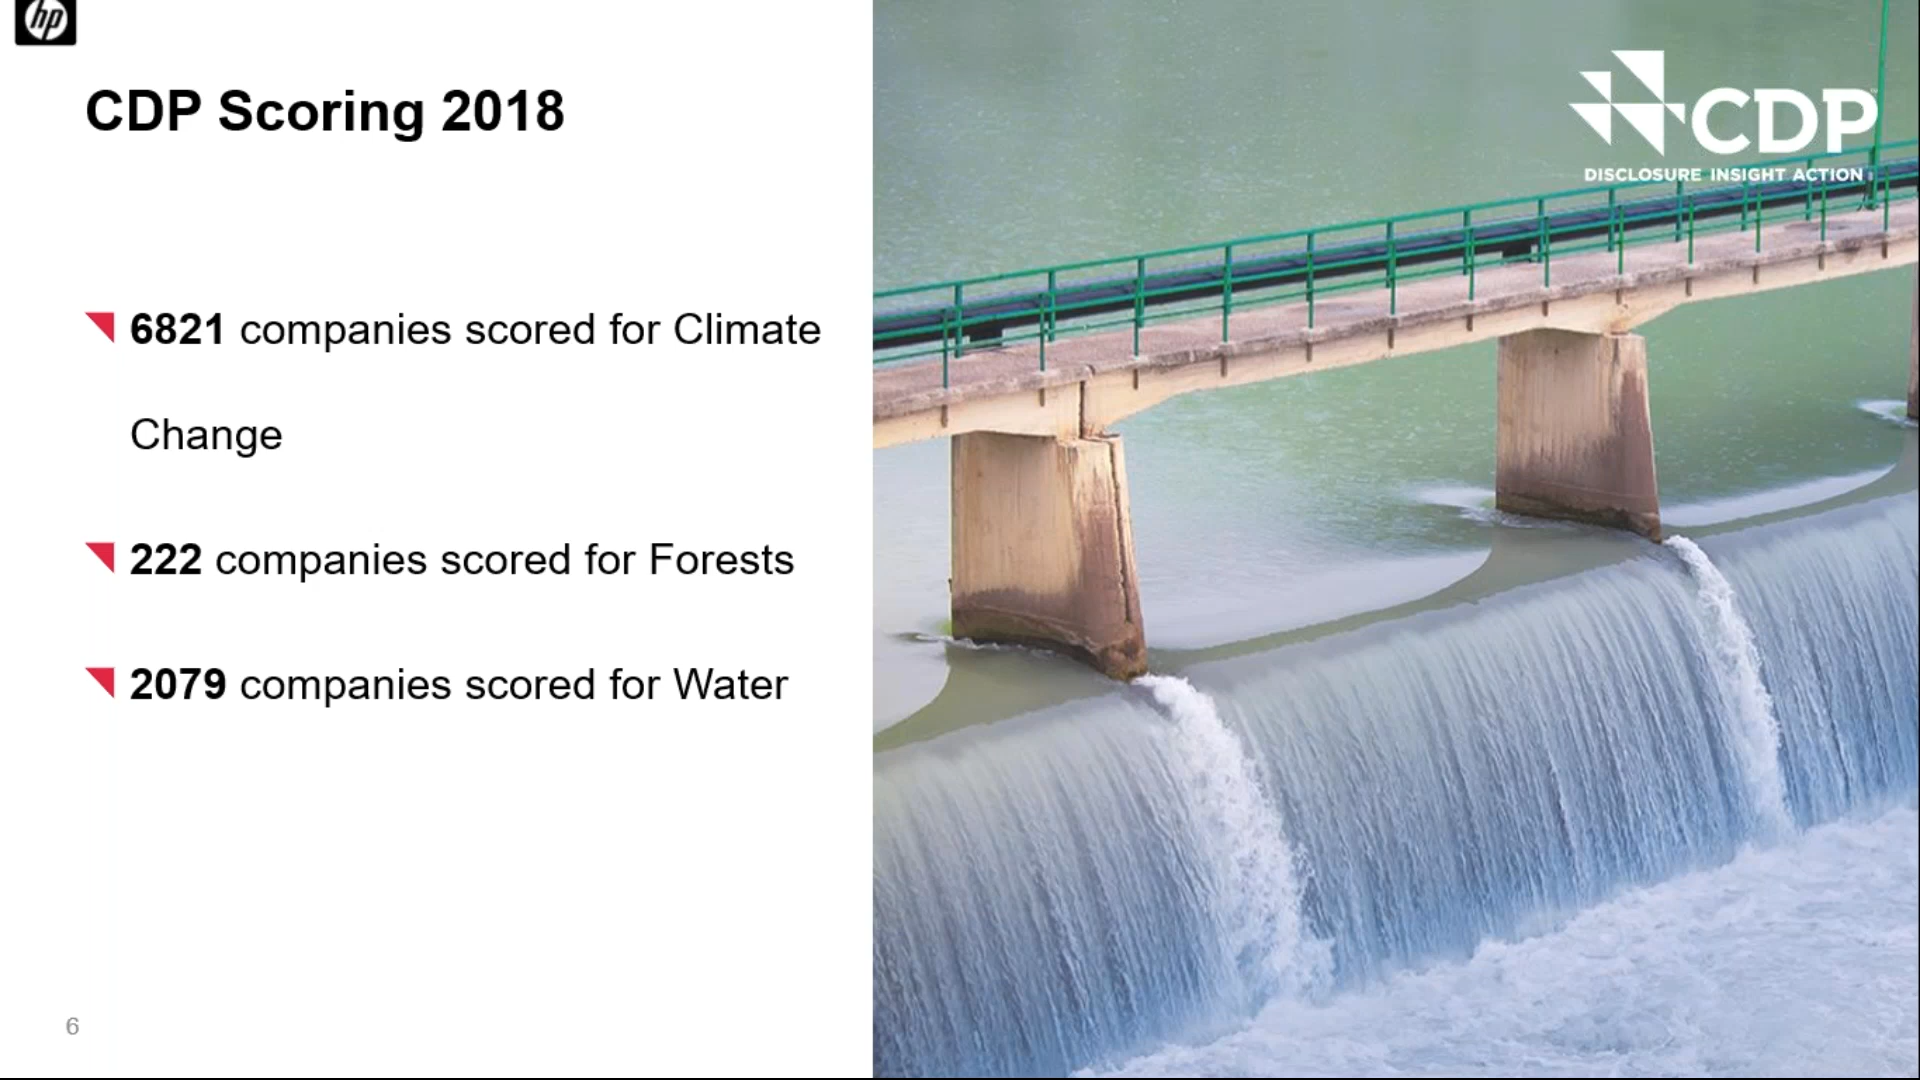 hp
CDP Scoring 2018
CDP
DISCLOSURE INSIGHT ACTION
6821 companies scored for Climate
Change
222 companies scored for Forests
2079 companies scored for Water
6